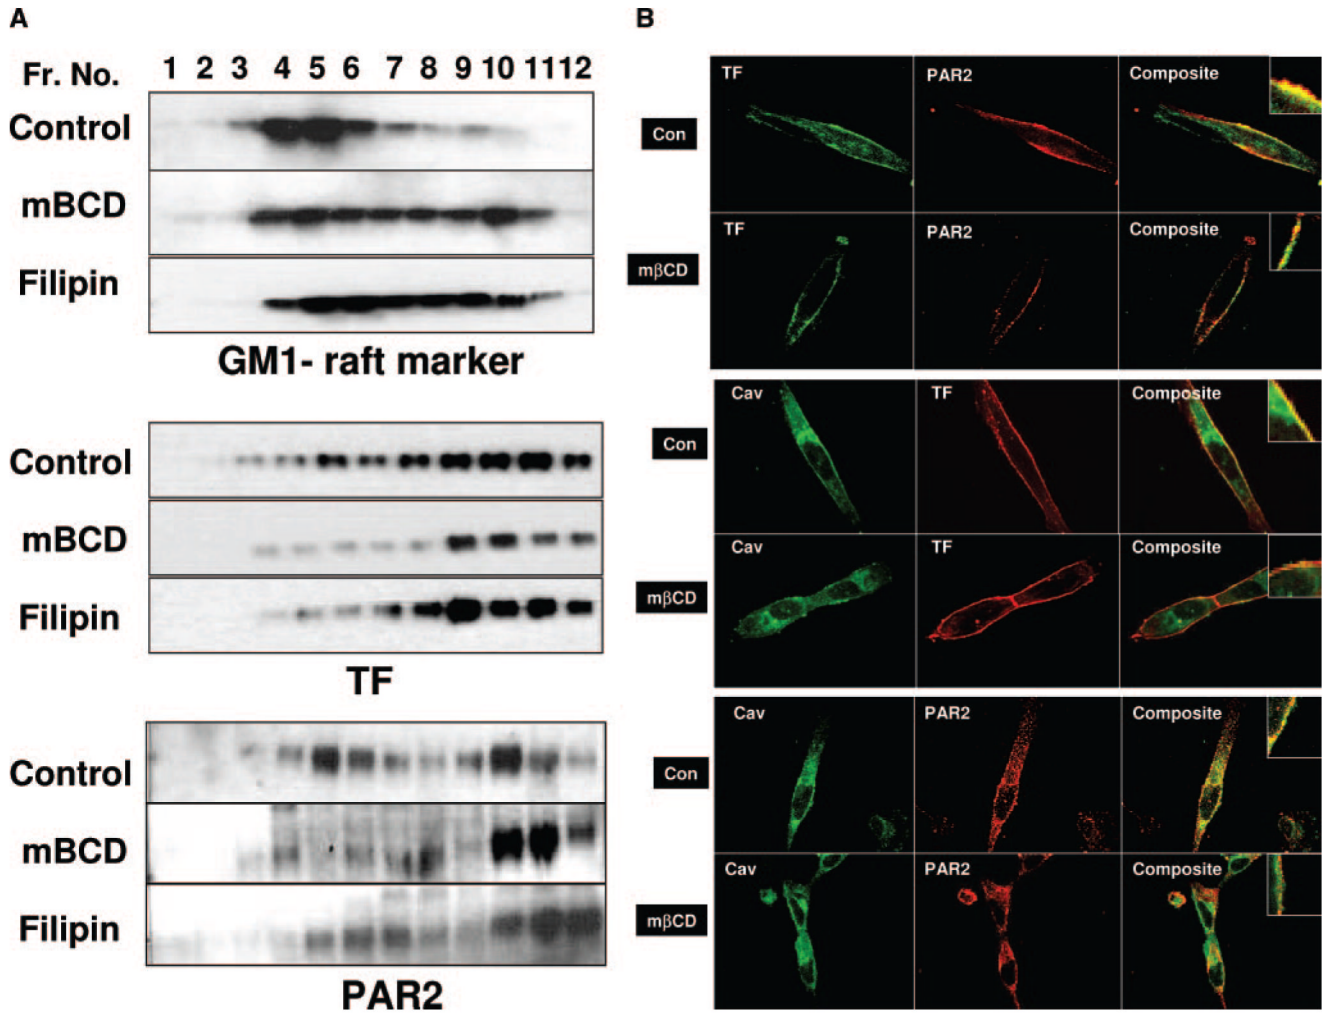 A
Fr. No. 1 2 3 4 5 6 7 8 9 10 11 12
Control
mBCD
Filipin
GM1- raft marker
Control
mBCD
Filipin
TF
Control
mBCD
Filipin
PAR2
B
TF PAR2 Composite
Con
TF PAR2 Composite
mβCD
Cav TF Composite
Con
Cav TF Composite
mβCD
Cav PAR2 Composite
Con
Cav PAR2 Composite
mβCD